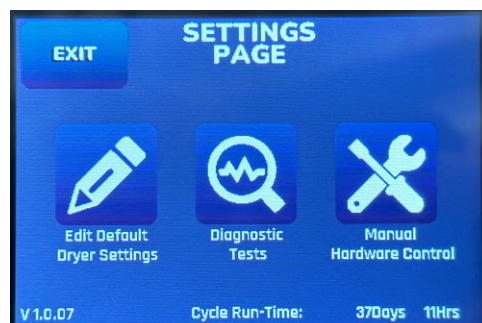 EXIT
SETTINGS
PAGE
Edit Default
Dryer Settings
Diagnostic
Tests
Manual
Hardware Control
V 1.0.07
Cycle Run-Time: 37Days 11Hrs